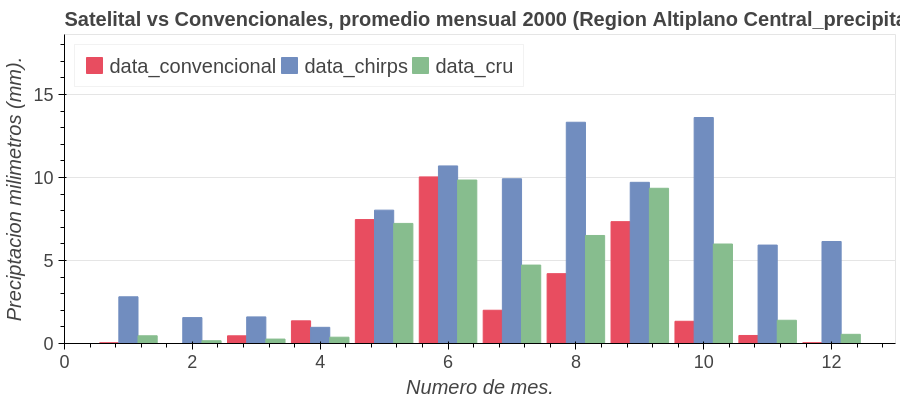 Satelital vs Convencionales, promedio mensual 2000 (Region Altiplano Central_precipita
data_convencional data_chirps data_cru
Preciptacion milimetros (mm).
15
10
5
0
0 2 4 6 8 10 12
Numero de mes.